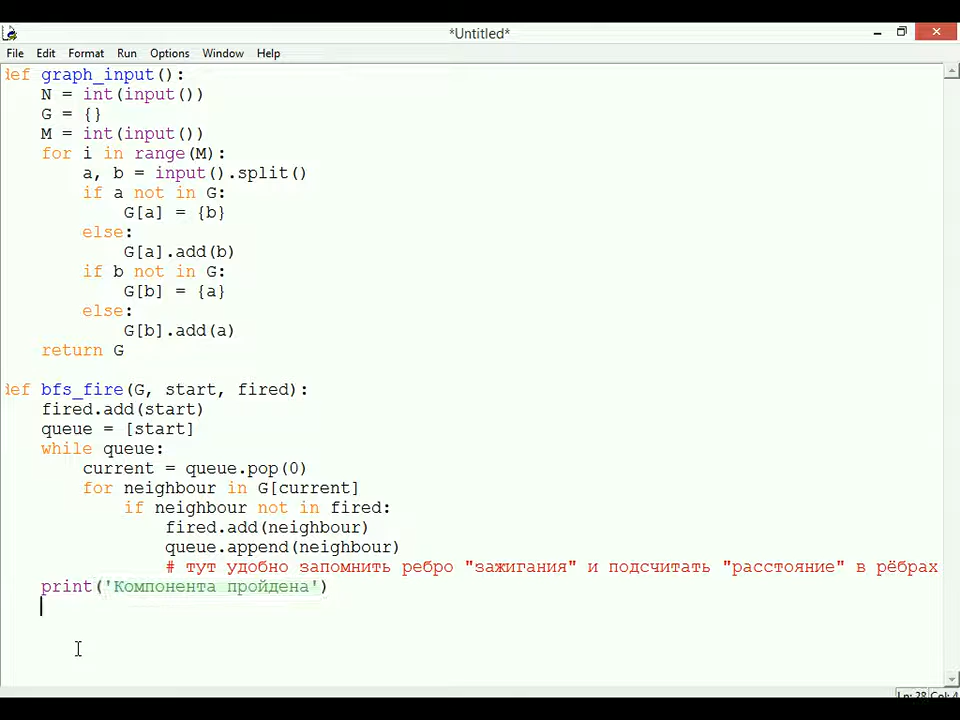 *Untitled*
File Edit Format Run Options Window Help
def graph_input():
    N = int(input())
    G = {}
    M = int(input())
    for i in range(M):
        a, b = input().split()
        if a not in G:
            G[a] = {b}
        else:
            G[a].add(b)
        if b not in G:
            G[b] = {a}
        else:
            G[b].add(a)
    return G
def bfs_fire(G, start, fired):
    fired.add(start)
    queue = [start]
    while queue:
        current = queue.pop(0)
        for neighbour in G[current]
            if neighbour not in fired:
                fired.add(neighbour)
                queue.append(neighbour)
                # тут удобно запомнить ребро "зажигания" и подсчитать "расстояние" в рёбрах
    print('Компонента пройдена')
Ln: 28 Col: 4